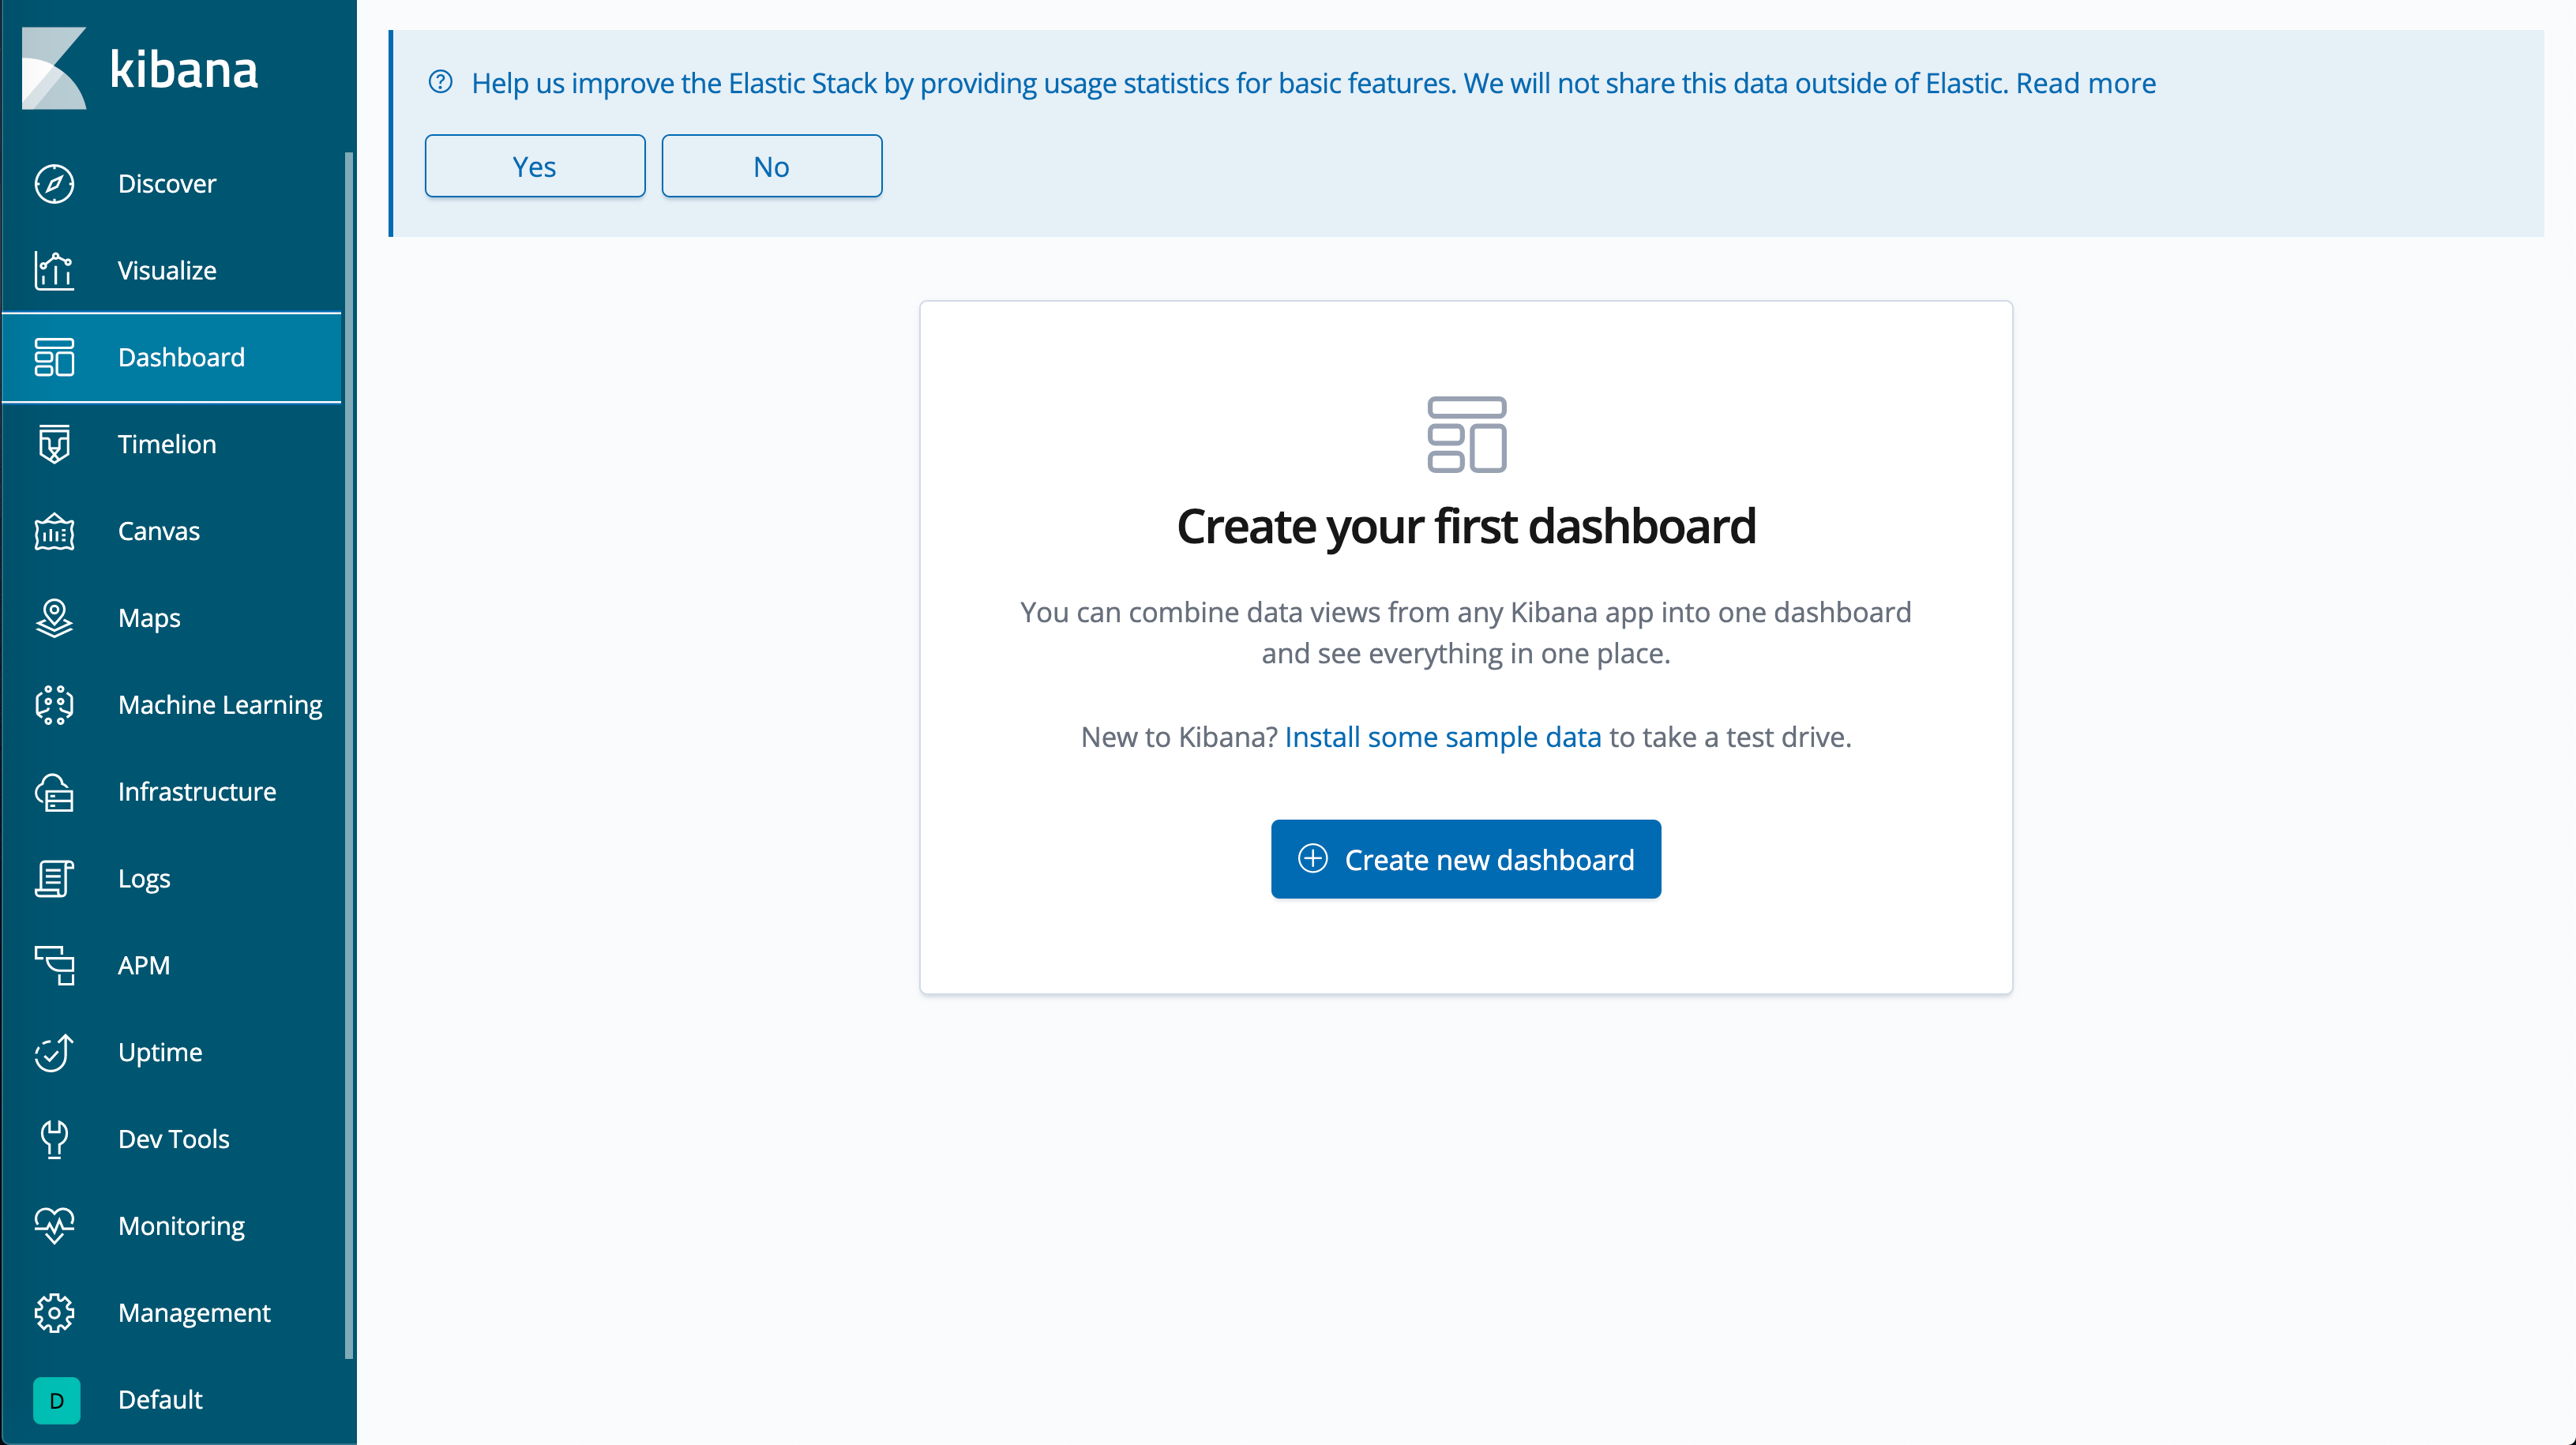 kibana
Discover
Visualize
Dashboard
Timelion
Canvas
Maps
Machine Learning
Infrastructure
Logs
APM
Uptime
Dev Tools
Monitoring
Management
D Default
Help us improve the Elastic Stack by providing usage statistics for basic features. We will not share this data outside of Elastic. Read more
Yes No
Create your first dashboard
You can combine data views from any Kibana app into one dashboard
and see everything in one place.
New to Kibana? Install some sample data to take a test drive.
Create new dashboard